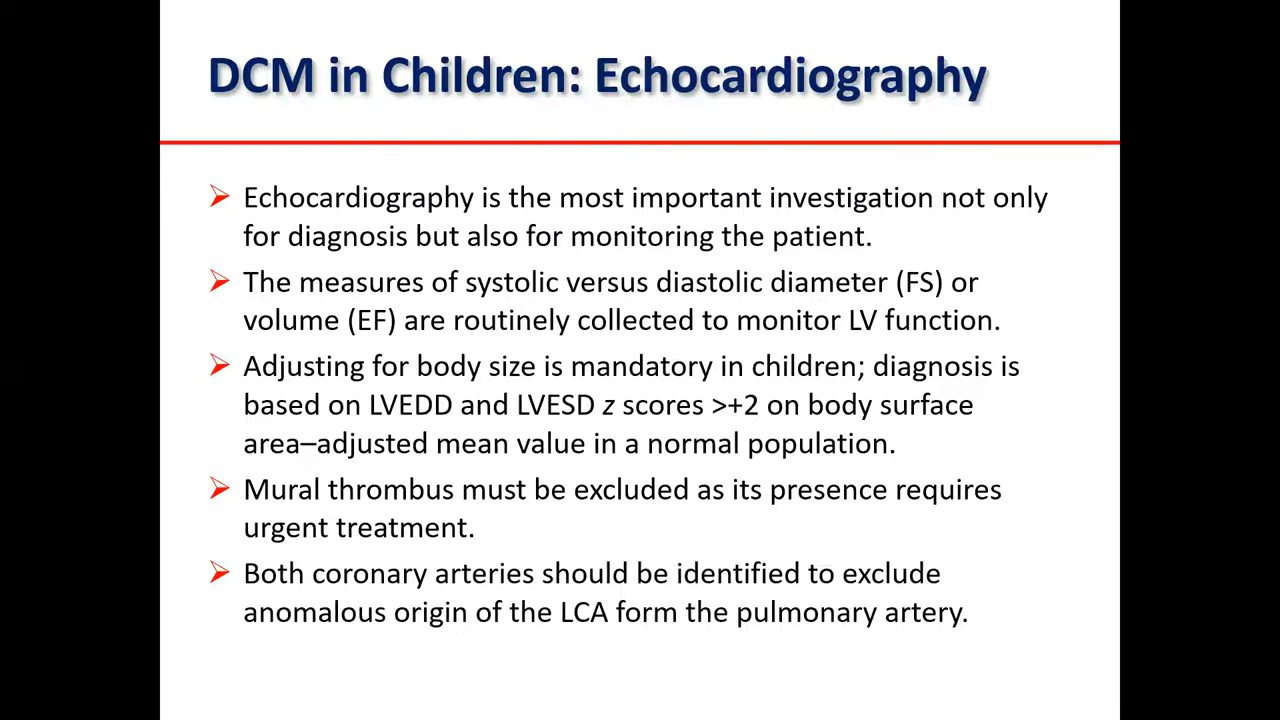 DCM in Children: Echocardiography
Echocardiography is the most important investigation not only
for diagnosis but also for monitoring the patient.
The measures of systolic versus diastolic diameter (FS) or
volume (EF) are routinely collected to monitor LV function.
Adjusting for body size is mandatory in children; diagnosis is
based on LVEDD and LVESD z scores >+2 on body surface
area–adjusted mean value in a normal population.
Mural thrombus must be excluded as its presence requires
urgent treatment.
Both coronary arteries should be identified to exclude
anomalous origin of the LCA form the pulmonary artery.